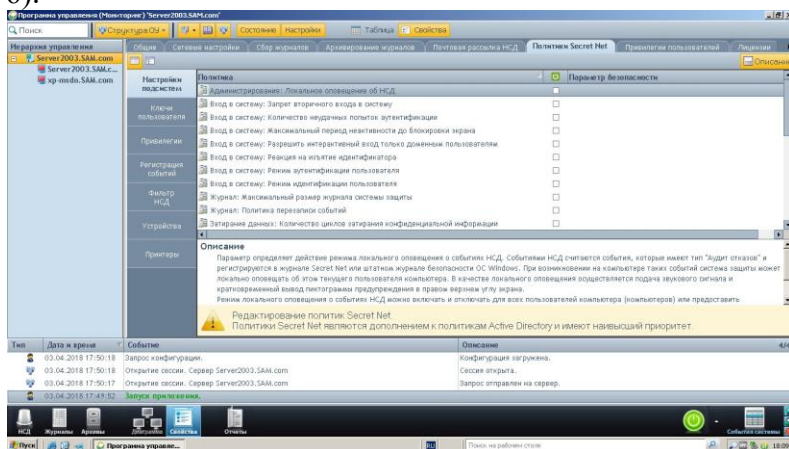 6).
Программа управления (Мониторинг) "Server2003.SAM.com"
Поиск
Структура ОУ
Состояние
Настройки
Таблица
Свойства
Иерархия управления
Общие
Сетевые настройки
Сбор журналов
Архивирование журналов
Почтовая рассылка НСД
Политики Secret Net
Привилегии пользователей
Лицензии
Server2003.SAM.com
Server2003.SAM.c...
xp-msdn.SAM.com
Описание
Настройки подсистем
Ключи пользователя
Привилегии
Регистрация событий
Фильтр НСД
Устройства
Принтеры
Политика
Параметр безопасности
Администрирование: Локальное оповещение об НСД
Вход в систему: Запрет вторичного входа в систему
Вход в систему: Количество неудачных попыток аутентификации
Вход в систему: Максимальный период неактивности до блокировки экрана
Вход в систему: Разрешить интерактивный вход только доменным пользователям
Вход в систему: Реакция на изъятие идентификатора
Вход в систему: Режим аутентификации пользователя
Вход в систему: Режим идентификации пользователя
Журнал: Максимальный размер журнала системы защиты
Журнал: Политика перезаписи событий
Затирание данных: Количество циклов затирания конфиденциальной информации
Описание
Параметр определяет действие режима локального оповещения о событиях НСД. Событиями НСД считаются события, которые имеют тип "Аудит отказов" и
регистрируются в журнале Secret Net или штатном журнале безопасности ОС Windows. При возникновении на компьютере таких событий система защиты может
локально оповещать об этом текущего пользователя компьютера. В качестве локального оповещения осуществляется подача звукового сигнала и
кратковременный вывод пиктограммы предупреждения в правом верхнем углу экрана.
Режим локального оповещения о событиях НСД можно включать и отключать для всех пользователей компьютера (компьютеров) или предоставить
Редактирование политик Secret Net.
Политики Secret Net являются дополнением к политикам Active Directory и имеют наивысший приоритет.
Тип
Дата и время
Событие
Описание
4/4
03.04.2018 17:50:18 Запрос конфигурации. Конфигурация загружена.
03.04.2018 17:50:18 Открытие сессии. Сервер Server2003.SAM.com Сессия открыта.
03.04.2018 17:50:17 Открытие сессии. Сервер Server2003.SAM.com Запрос отправлен на сервер.
03.04.2018 17:49:52 Запуск приложения.
НСД
Журналы
Архивы
Диаграмма
Свойства
Отчеты
События системы
Пуск
Программа управле...
RU
Поиск на рабочем столе
18:09